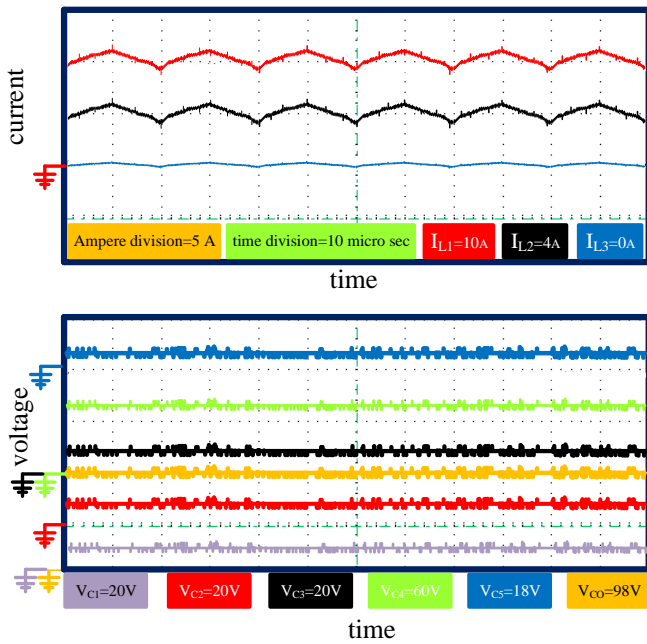 current
Ampere division=5 A
time division=10 micro sec
IL1=10A
IL2=4A
IL3=0A
time
voltage
VC1=20V
VC2=20V
VC3=20V
VC4=60V
VC5=18V
VCO=98V
time